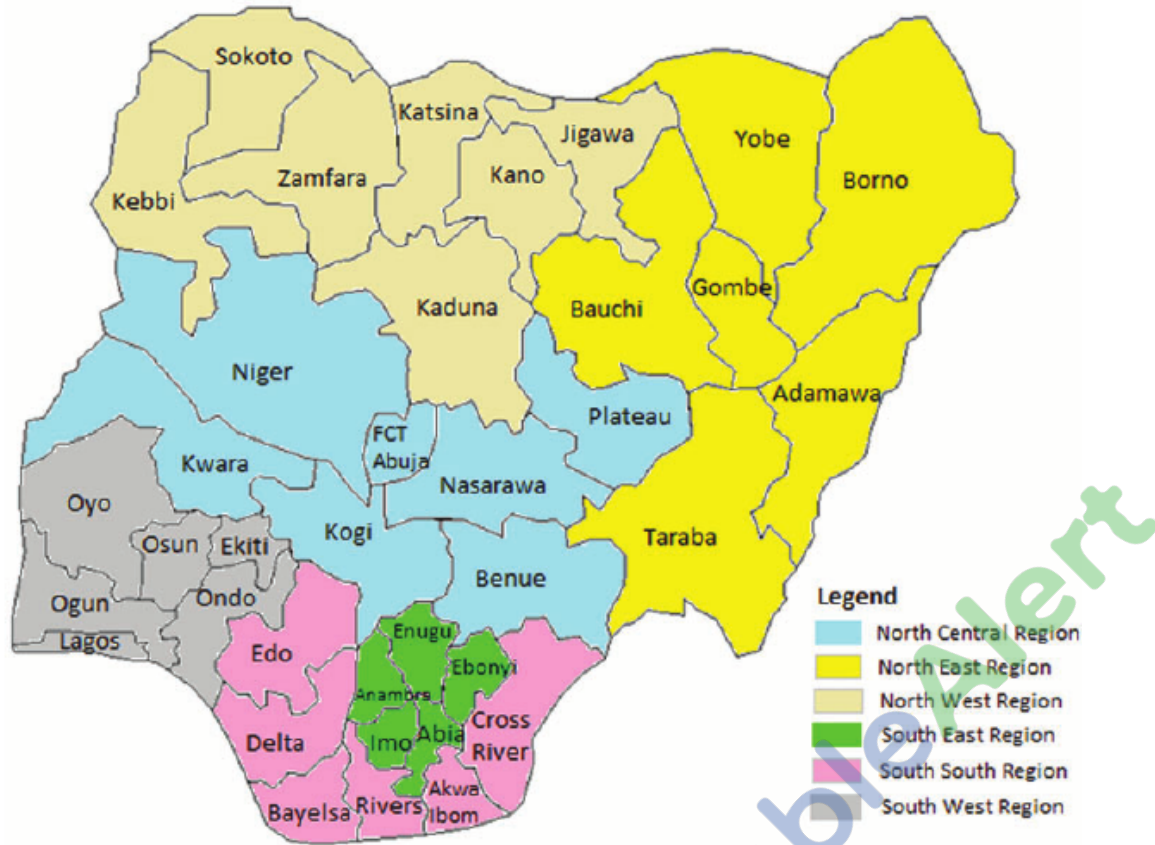 Sokoto
Katsina
Jigawa
Yobe
Kano
Zamfara
Borno
Kebbi
Gombe
Bauchi
Kaduna
Niger
Adamawa
Plateau
FCT
Abuja
Kwara
Nasarawa
Oyo
Kogi
Taraba
Osun
Ekiti
Benue
Ogun
Ondo
Lagos
Enugu
Edo
Ebonyi
Anambra
Cross
River
Delta
Imo
Abia
Akwa
Ibom
Rivers
Bayelsa
Legend
North Central Region
North East Region
North West Region
South East Region
South South Region
South West Region
bleAlert